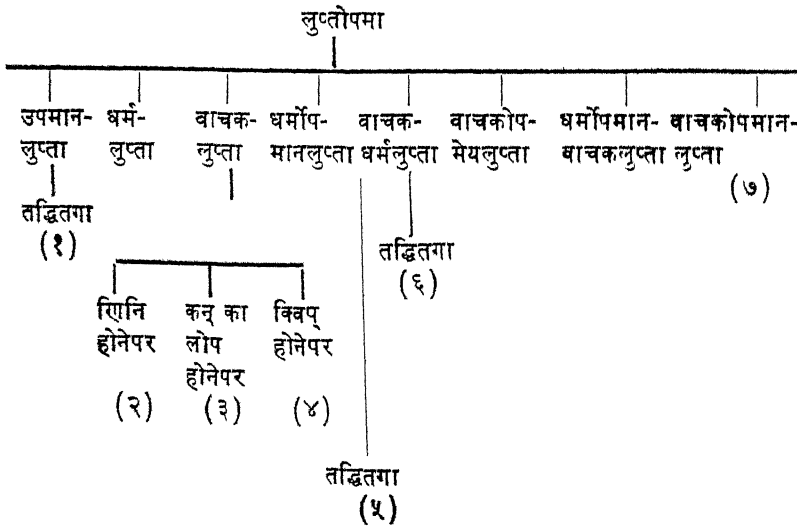 लुप्तोपमा
उपमान- धर्म- वाचक- धर्मोप- वाचक- वाचकोप- धर्मोपमान- वाचकोपमान-
लुप्ता लुप्ता लुप्ता मानलुप्ता धर्मलुप्ता मेयलुप्ता वाचकलुप्ता लुप्ता
(७)
तद्धितगा
(१)
तद्धितगा
(६)
णिनि कन् का क्विप्
होनेपर लोप होनेपर
होनेपर
(२) (३) (४)
तद्धितगा
(५)